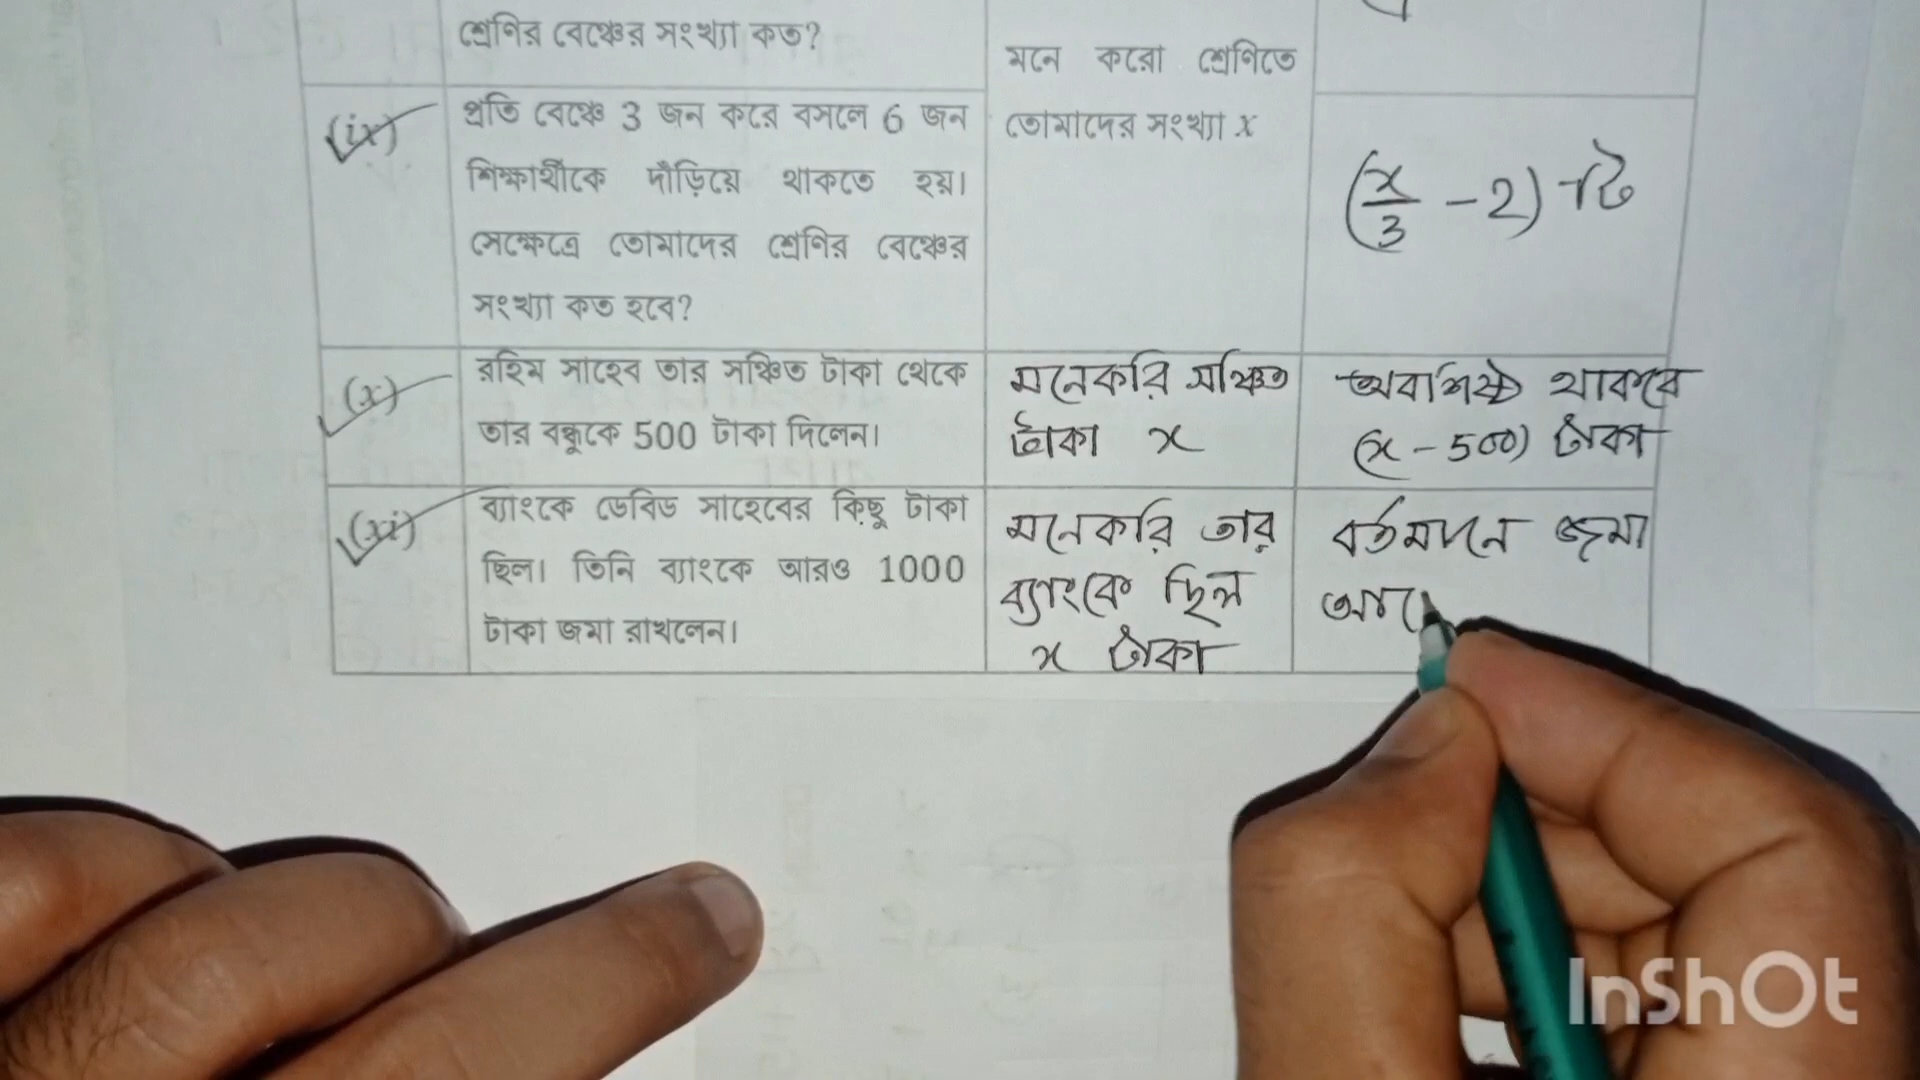 শ্রেণির বেঞ্চের সংখ্যা কত?
মনে করো শ্রেণিতে
তোমাদের সংখ্যা x
(ix)
প্রতি বেঞ্চে 3 জন করে বসলে 6 জন
শিক্ষার্থীকে দাঁড়িয়ে থাকতে হয়।
সেক্ষেত্রে তোমাদের শ্রেণির বেঞ্চের
সংখ্যা কত হবে?
(x/3 - 2) টি
(x)
রহিম সাহেব তার সঞ্চিত টাকা থেকে
তার বন্ধুকে 500 টাকা দিলেন।
মনেকরি সঞ্চিত
টাকা x
অবশিষ্ট থাকবে
(x - 500) টাকা
(xi)
ব্যাংকে ডেবিড সাহেবের কিছু টাকা
ছিল। তিনি ব্যাংকে আরও 1000
টাকা জমা রাখলেন।
মনেকরি তার
ব্যাংকে ছিল
x টাকা
বর্তমানে জমা
InShOt